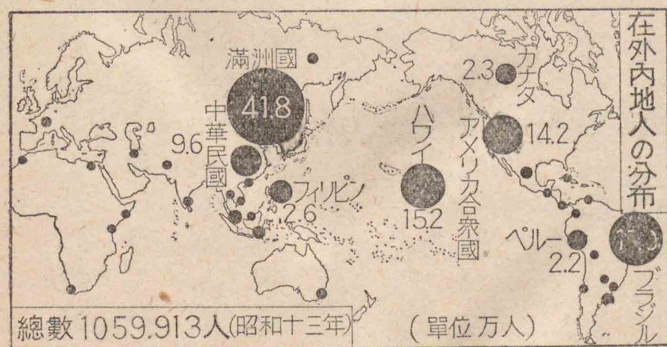 在外内地人の分布
カナダ
2.3
アメリカ合衆國
14.2
ハワイ
15.2
滿洲國
41.8
中華民國
9.6
フィリピン
2.6
ペルー
2.2
ブラジル
總數1059.913人(昭和十三年)
(單位万人)